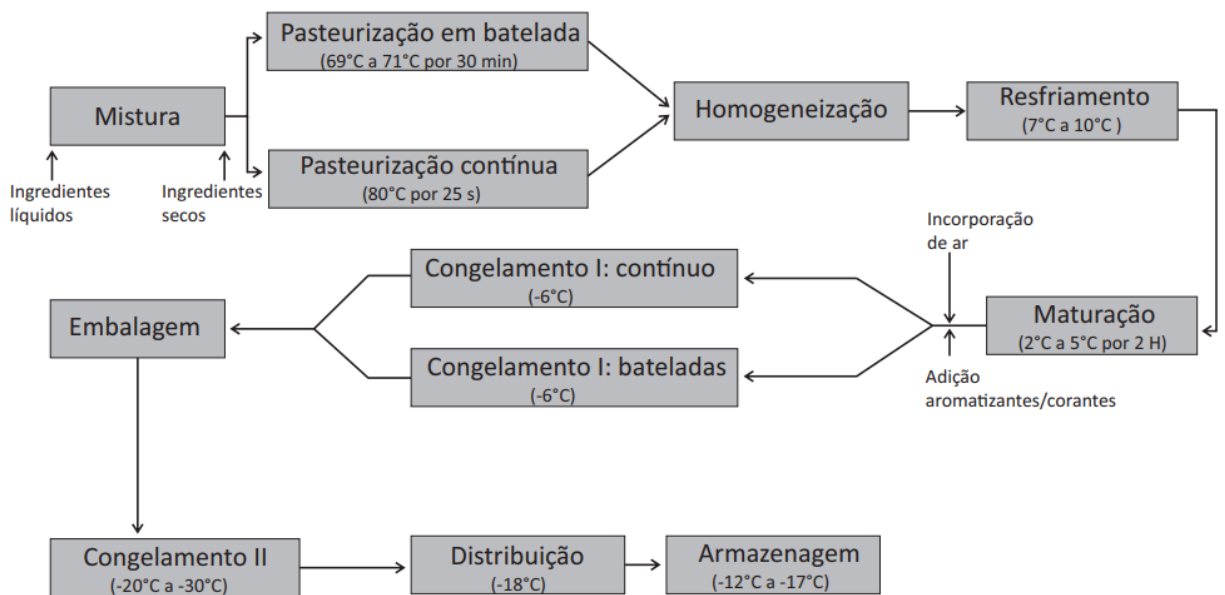 Mistura
Ingredientes
líquidos
Ingredientes
secos
Pasteurização em batelada
(69°C a 71°C por 30 min)
Pasteurização contínua
(80°C por 25 s)
Homogeneização
Resfriamento
(7°C a 10°C )
Maturação
(2°C a 5°C por 2 H)
Incorporação
de ar
Adição
aromatizantes/corantes
Congelamento I: contínuo
(-6°C)
Congelamento I: bateladas
(-6°C)
Embalagem
Congelamento II
(-20°C a -30°C)
Distribuição
(-18°C)
Armazenagem
(-12°C a -17°C)